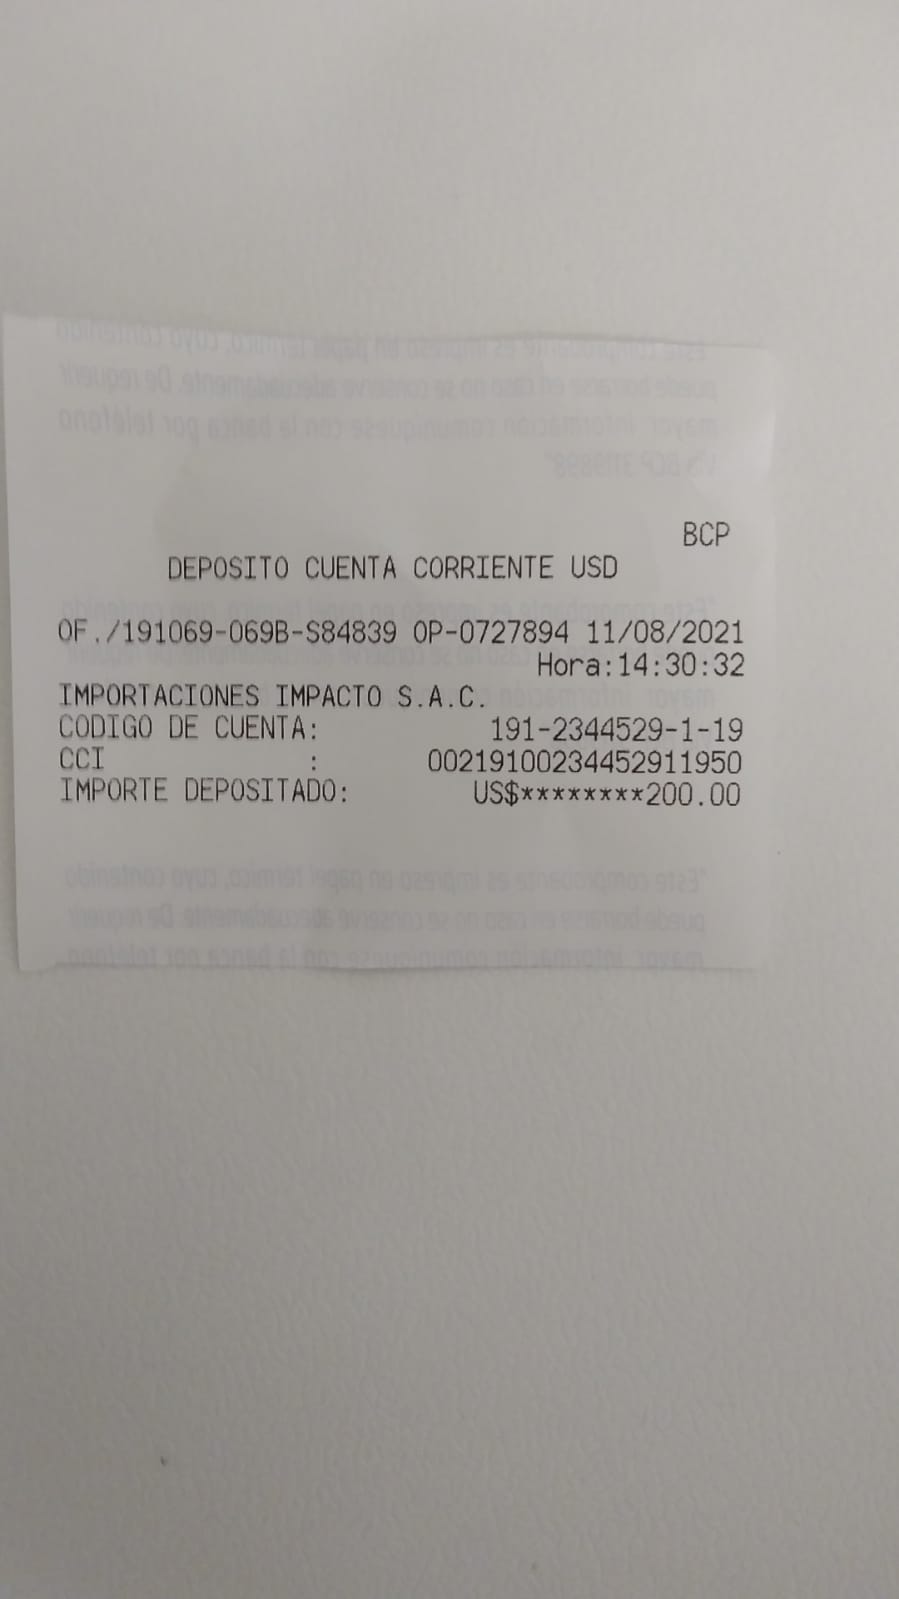 BCP
DEPOSITO CUENTA CORRIENTE USD
OF./191069-069B-S84839 OP-0727894 11/08/2021
Hora:14:30:32
IMPORTACIONES IMPACTO S.A.C.
CODIGO DE CUENTA: 191-2344529-1-19
CCI : 00219100234452911950
IMPORTE DEPOSITADO: US$********200.00